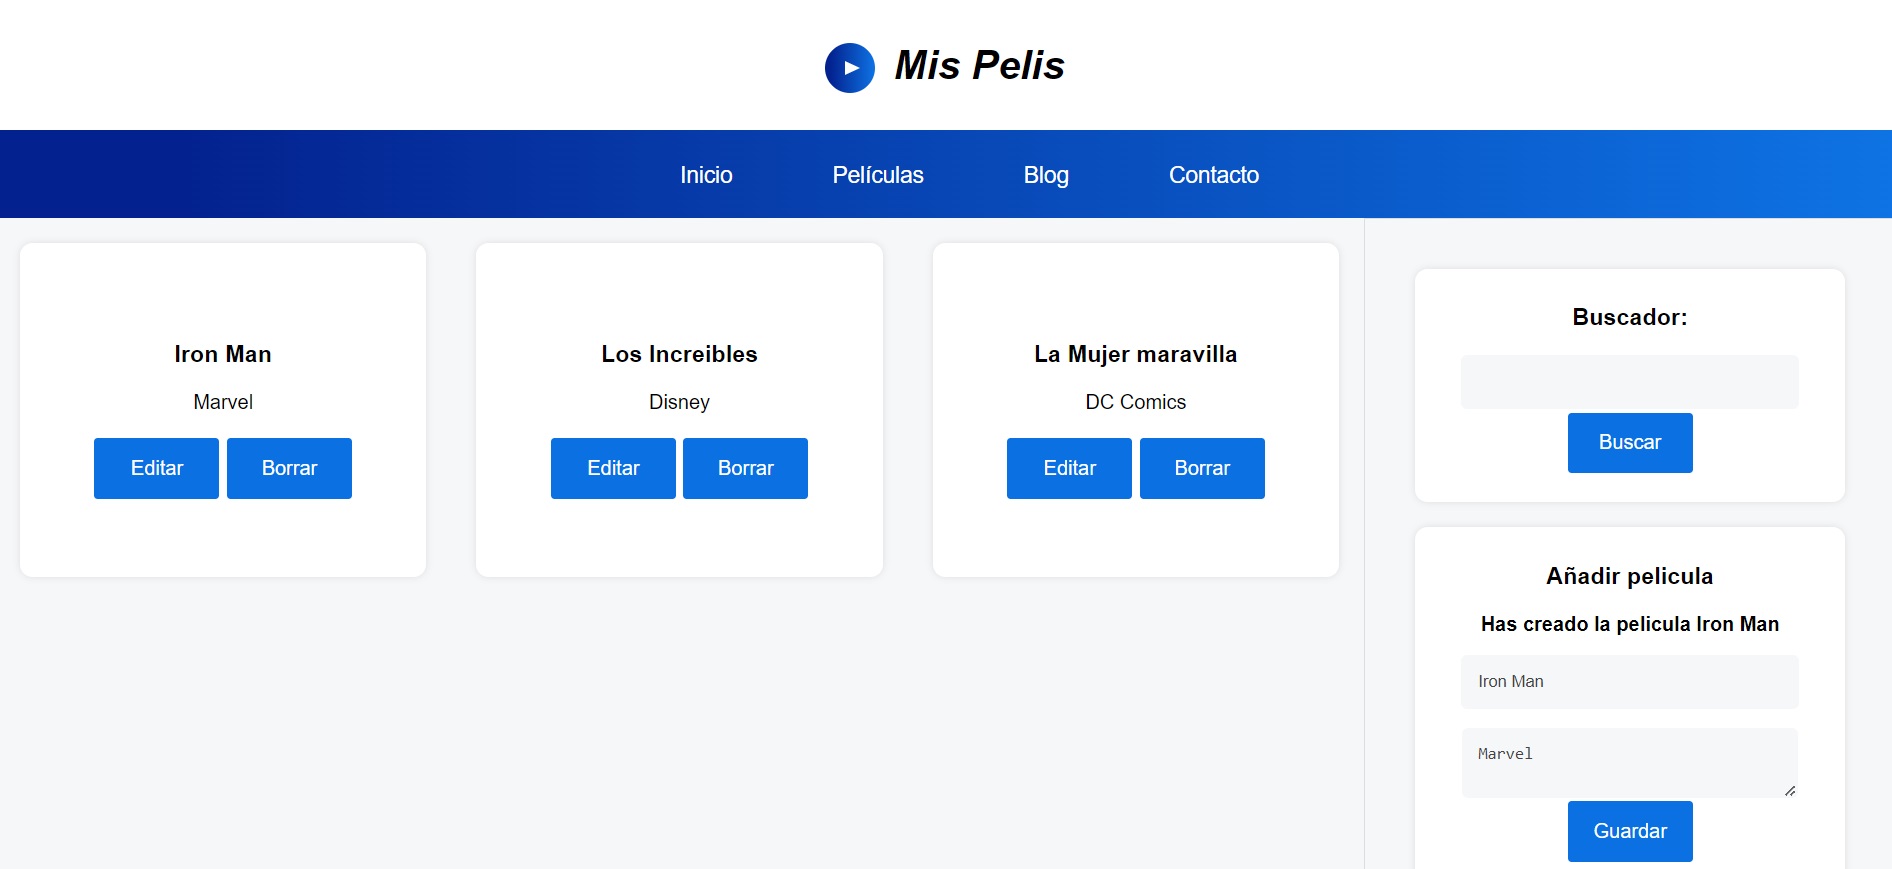 Mis Pelis
Inicio Películas Blog Contacto
Iron Man
Marvel
Editar Borrar
Los Increibles
Disney
Editar Borrar
La Mujer maravilla
DC Comics
Editar Borrar
Buscador:
Buscar
Añadir pelicula
Has creado la pelicula Iron Man
Iron Man
Marvel
Guardar